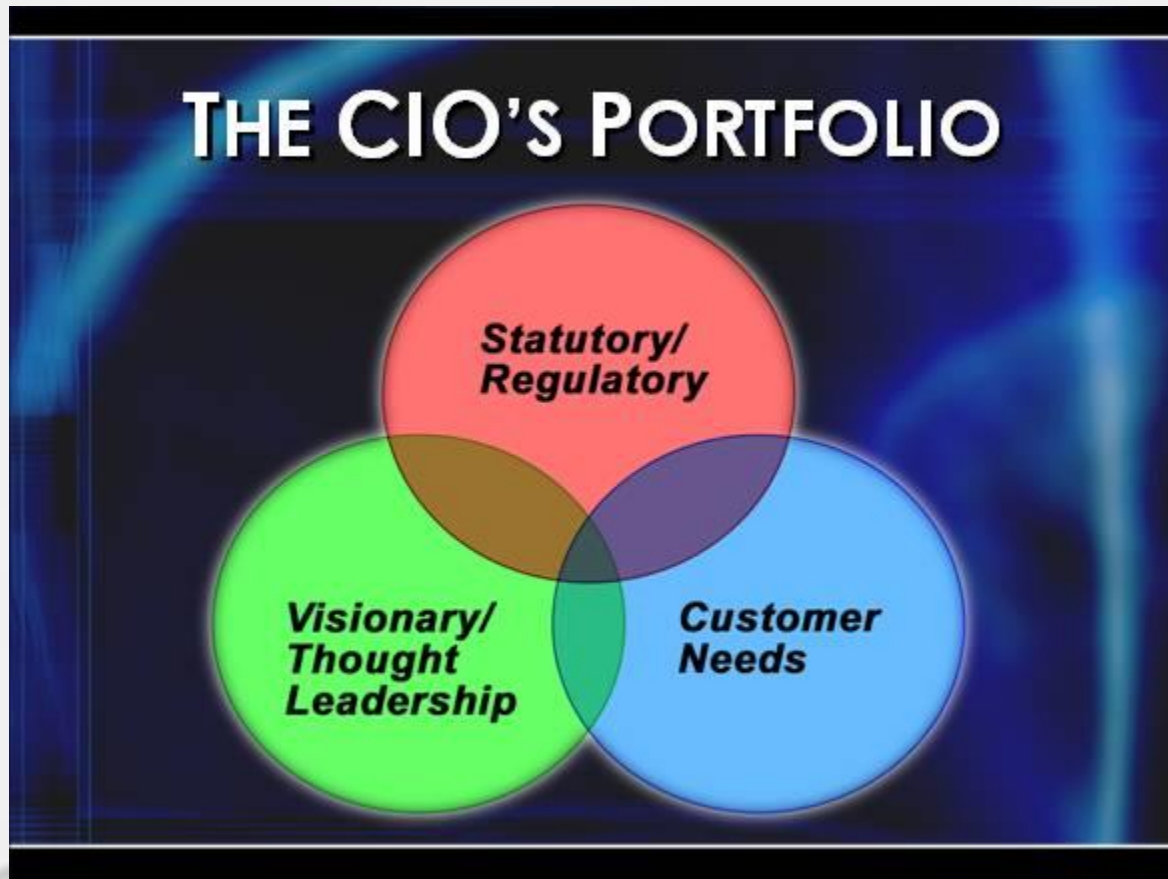 THE CIO'S PORTFOLIO
Statutory/
Regulatory
Visionary/
Thought
Leadership
Customer
Needs